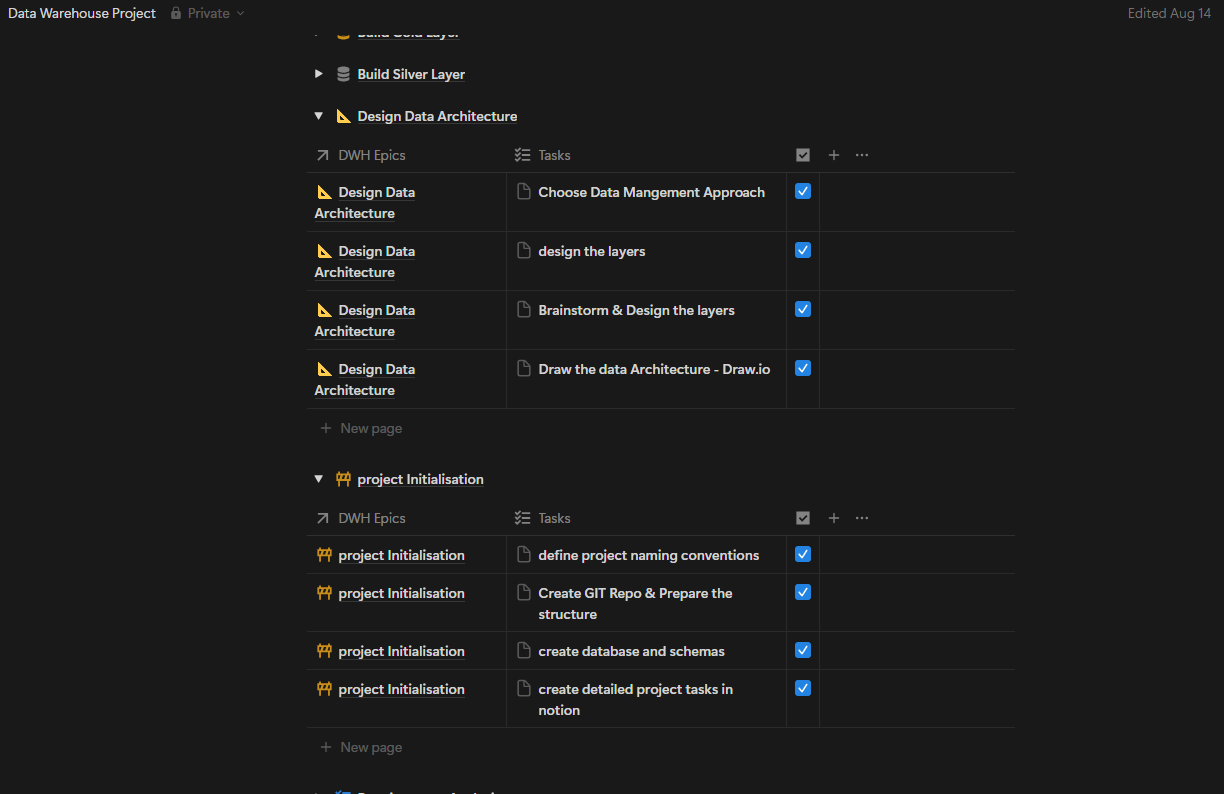 Data Warehouse Project Private Edited Aug 14
Build Gold Layer
Build Silver Layer
Design Data Architecture
DWH Epics Tasks
Design Data Choose Data Mangement Approach
Architecture
Design Data design the layers
Architecture
Design Data Brainstorm & Design the layers
Architecture
Design Data Draw the data Architecture - Draw.io
Architecture
New page
project Initialisation
DWH Epics Tasks
project Initialisation define project naming conventions
project Initialisation Create GIT Repo & Prepare the
structure
project Initialisation create database and schemas
project Initialisation create detailed project tasks in
notion
New page